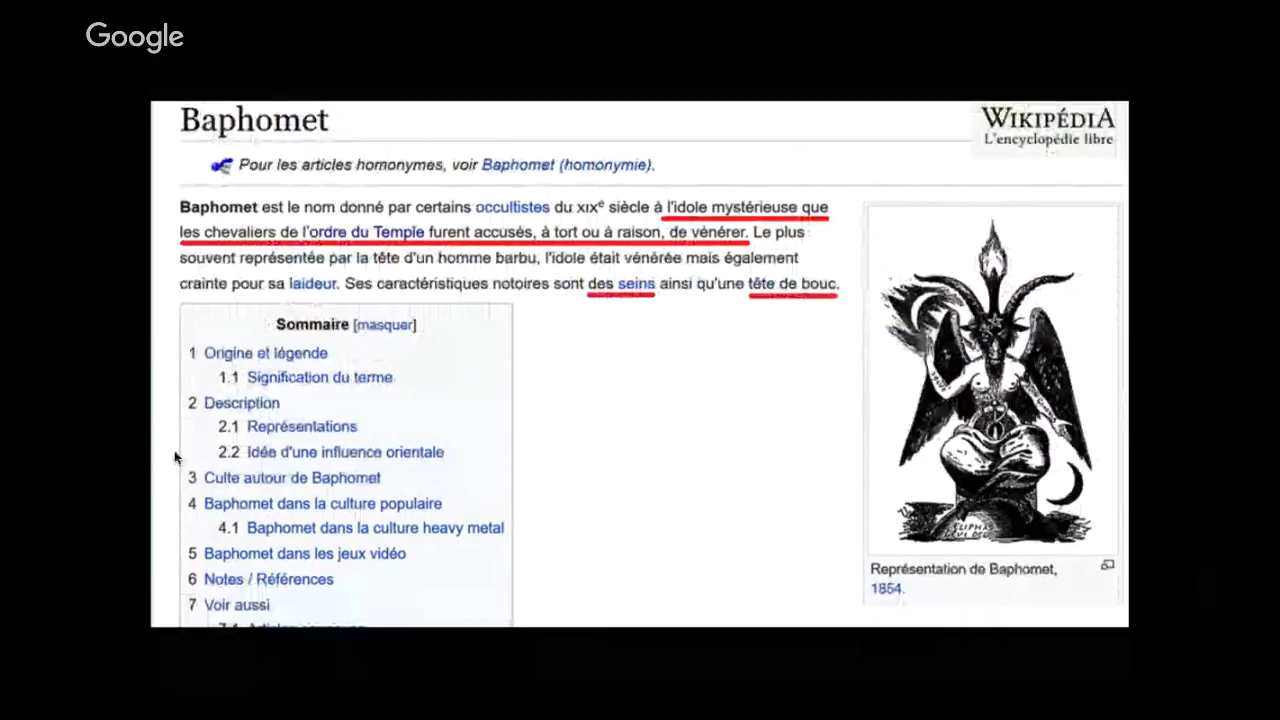 Google
Baphomet
WIKIPÉDIA
L'encyclopédie libre
Pour les articles homonymes, voir Baphomet (homonymie).
Baphomet est le nom donné par certains occultistes du XIXe siècle à l'idole mystérieuse que
les chevaliers de l'ordre du Temple furent accusés, à tort ou à raison, de vénérer. Le plus
souvent représentée par la tête d'un homme barbu, l'idole était vénérée mais également
crainte pour sa laideur. Ses caractéristiques notoires sont des seins ainsi qu'une tête de bouc.
Sommaire [masquer]
1 Origine et légende
1.1 Signification du terme
2 Description
2.1 Représentations
2.2 Idée d'une influence orientale
3 Culte autour de Baphomet
4 Baphomet dans la culture populaire
4.1 Baphomet dans la culture heavy metal
5 Baphomet dans les jeux vidéo
6 Notes / Références
7 Voir aussi
Représentation de Baphomet,
1854.